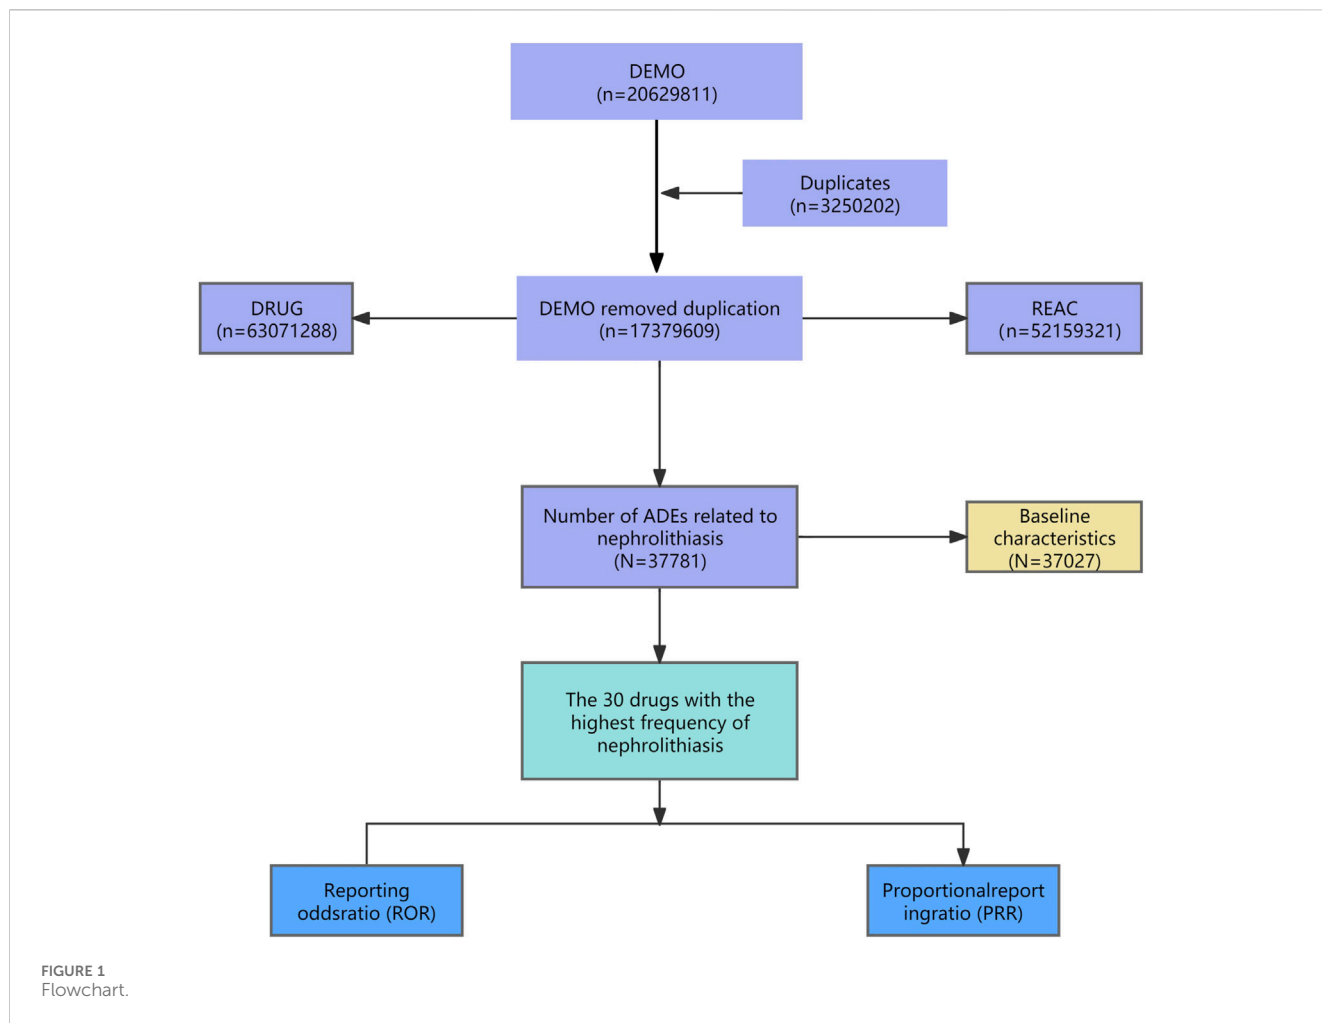 DEMO
(n=20629811)
Duplicates
(n=3250202)
DRUG
(n=63071288)
DEMO removed duplication
(n=17379609)
REAC
(n=52159321)
Number of ADEs related to
nephrolithiasis
(N=37781)
Baseline
characteristics
(N=37027)
The 30 drugs with the
highest frequency of
nephrolithiasis
Reporting
oddsratio (ROR)
Proportionalreport
ingratio (PRR)
FIGURE 1
Flowchart.